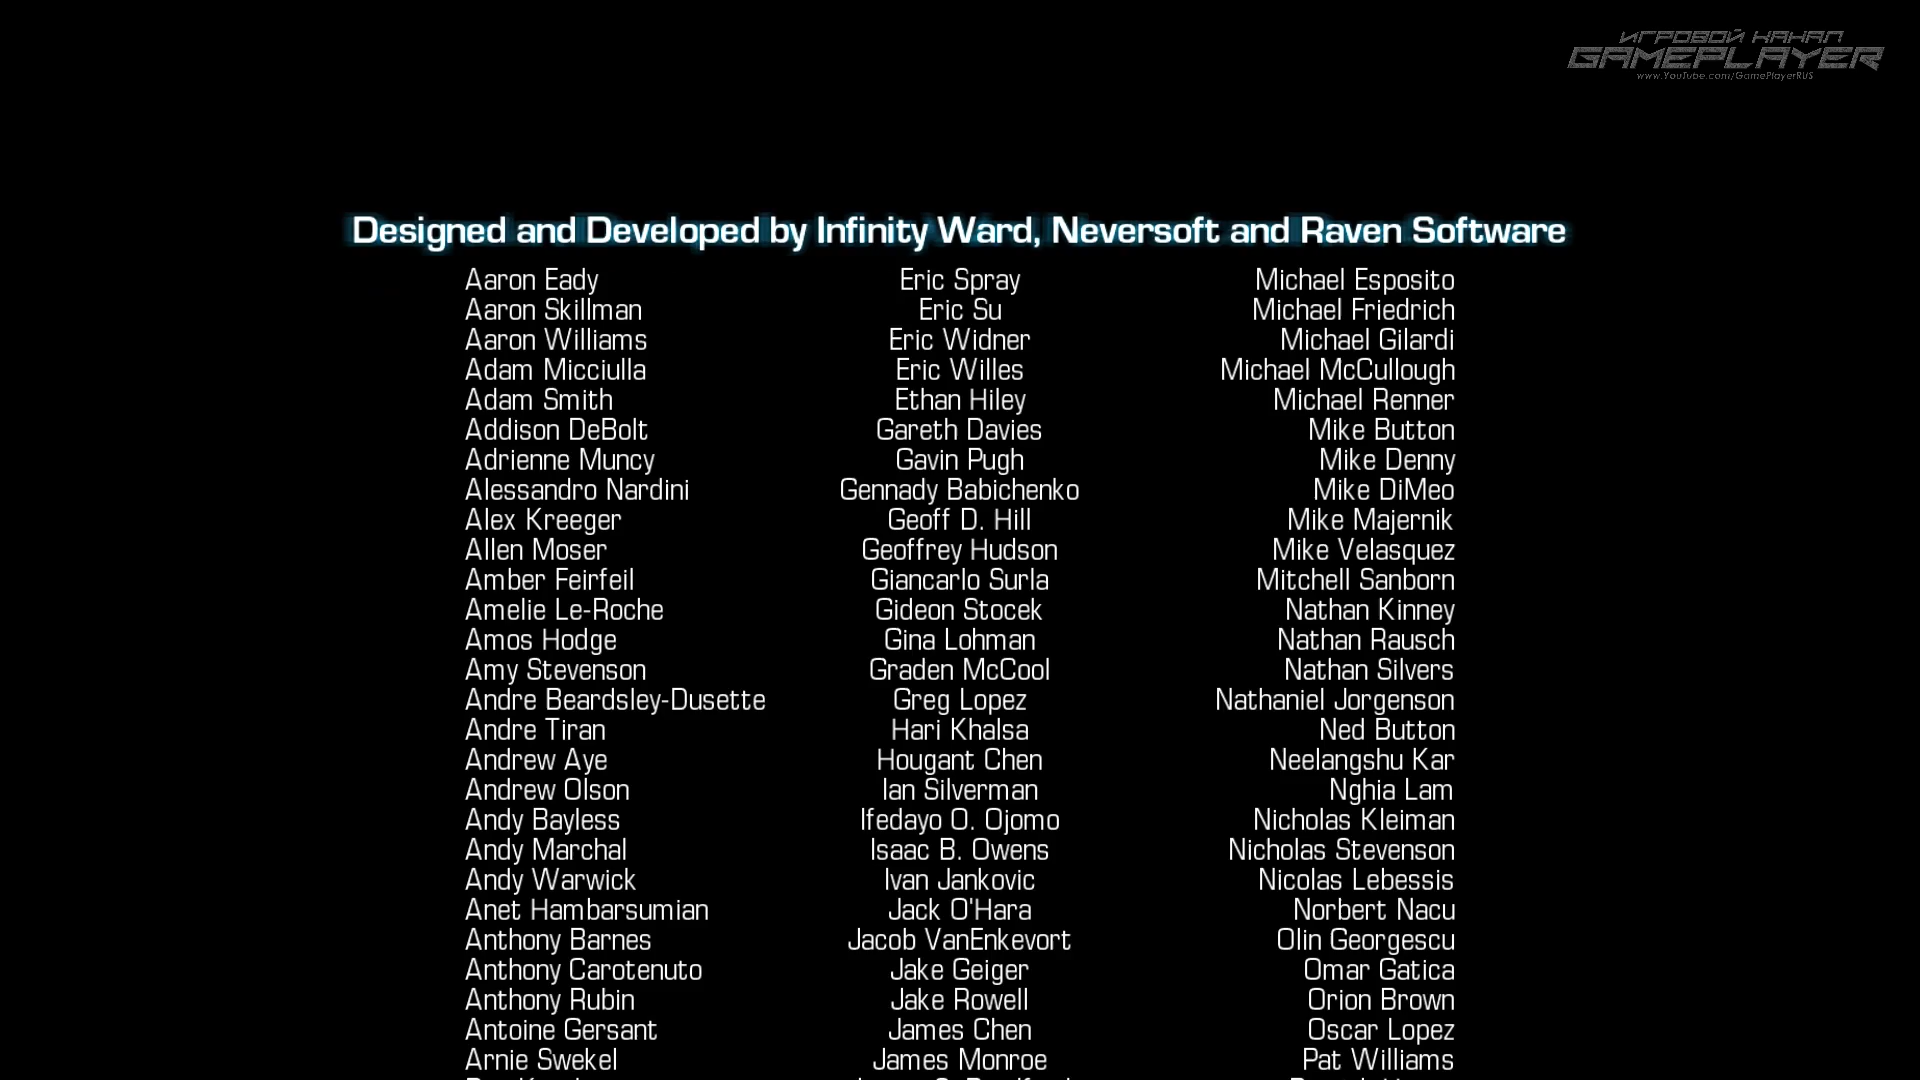 ИГРОВОЙ КАНАЛ
GAMEPLAYER
www.YouTube.com/GamePlayerRUS
Designed and Developed by Infinity Ward, Neversoft and Raven Software
Aaron Eady Eric Spray Michael Esposito
Aaron Skillman Eric Su Michael Friedrich
Aaron Williams Eric Widner Michael Gilardi
Adam Micciulla Eric Willes Michael McCullough
Adam Smith Ethan Hiley Michael Renner
Addison DeBolt Gareth Davies Mike Button
Adrienne Muncy Gavin Pugh Mike Denny
Alessandro Nardini Gennady Babichenko Mike DiMeo
Alex Kreeger Geoff D. Hill Mike Majernik
Allen Moser Geoffrey Hudson Mike Velasquez
Amber Feirfeil Giancarlo Surla Mitchell Sanborn
Amelie Le-Roche Gideon Stocek Nathan Kinney
Amos Hodge Gina Lohman Nathan Rausch
Amy Stevenson Graden McCool Nathan Silvers
Andre Beardsley-Dusette Greg Lopez Nathaniel Jorgenson
Andre Tiran Hari Khalsa Ned Button
Andrew Aye Hougant Chen Neelangshu Kar
Andrew Olson Ian Silverman Nghia Lam
Andy Bayless Ifedayo O. Ojomo Nicholas Kleiman
Andy Marchal Isaac B. Owens Nicholas Stevenson
Andy Warwick Ivan Jankovic Nicolas Lebessis
Anet Hambarsumian Jack O'Hara Norbert Nacu
Anthony Barnes Jacob VanEnkevort Olin Georgescu
Anthony Carotenuto Jake Geiger Omar Gatica
Anthony Rubin Jake Rowell Orion Brown
Antoine Gersant James Chen Oscar Lopez
Arnie Swekel James Monroe Pat Williams